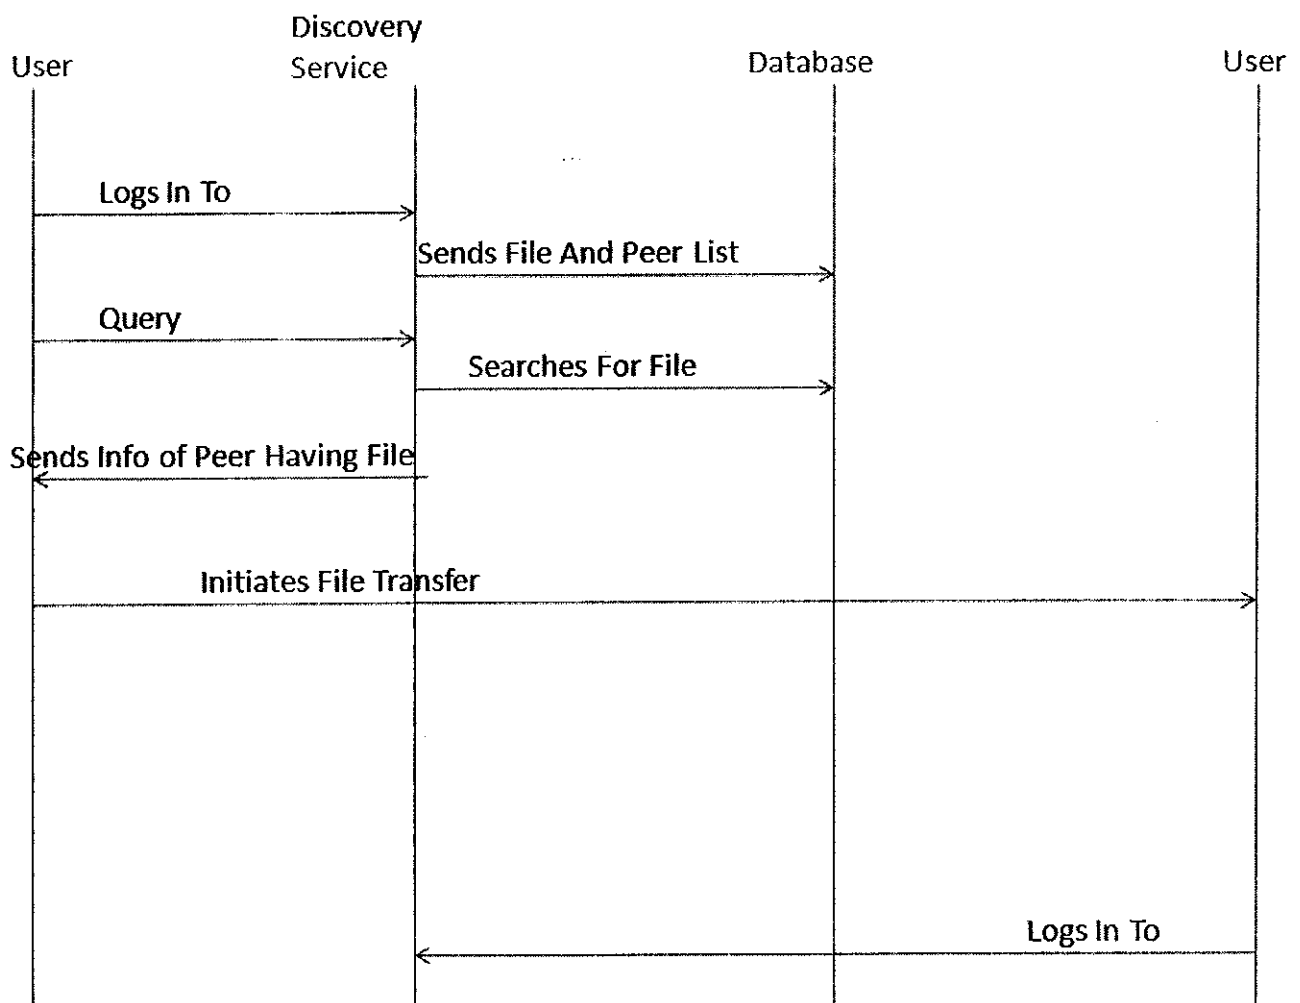 Discovery
Service
User
Database
User
Logs In To
Sends File And Peer List
Query
Searches For File
Sends Info of Peer Having File
Initiates File Transfer
Logs In To